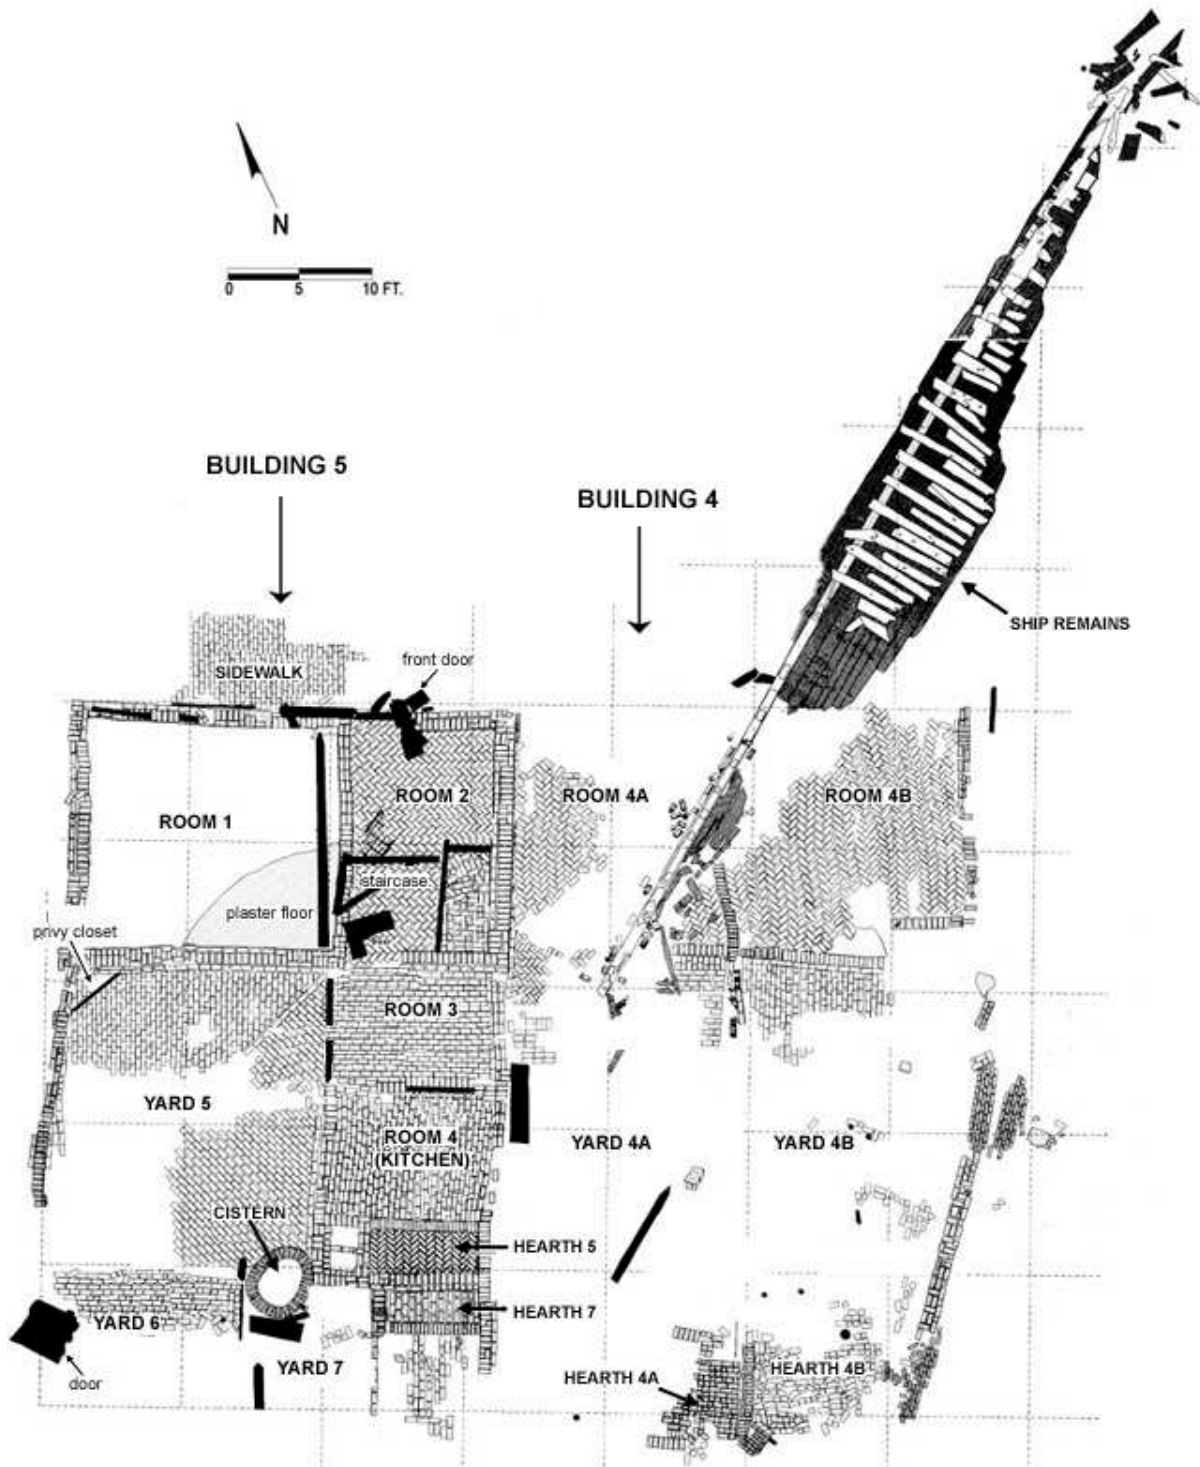 N
0 5 10 FT.
BUILDING 5
BUILDING 4
SHIP REMAINS
SIDEWALK
front door
ROOM 1
ROOM 2
ROOM 4A
ROOM 4B
staircase
plaster floor
privy closet
ROOM 3
YARD 5
ROOM 4
(KITCHEN)
YARD 4A
YARD 4B
CISTERN
HEARTH 5
HEARTH 7
YARD 6
door
YARD 7
HEARTH 4A
HEARTH 4B